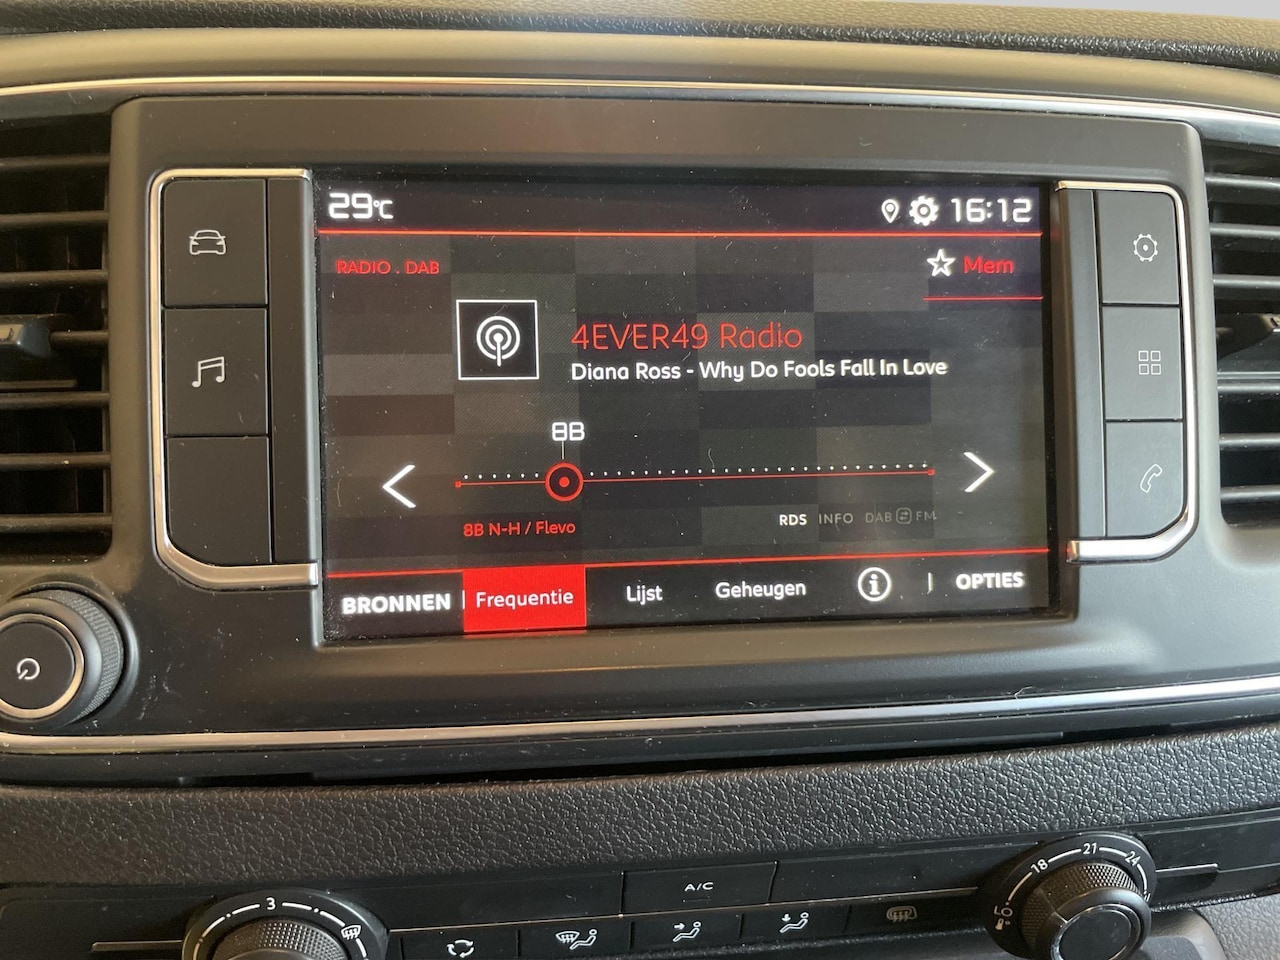 29°C
16:12
RADIO . DAB
Mem
4EVER49 Radio
Diana Ross - Why Do Fools Fall In Love
8B
8B N-H / Flevo
RDS INFO DAB FM
BRONNEN Frequentie Lijst Geheugen i OPTIES
A/C
3
18 21 24
LO